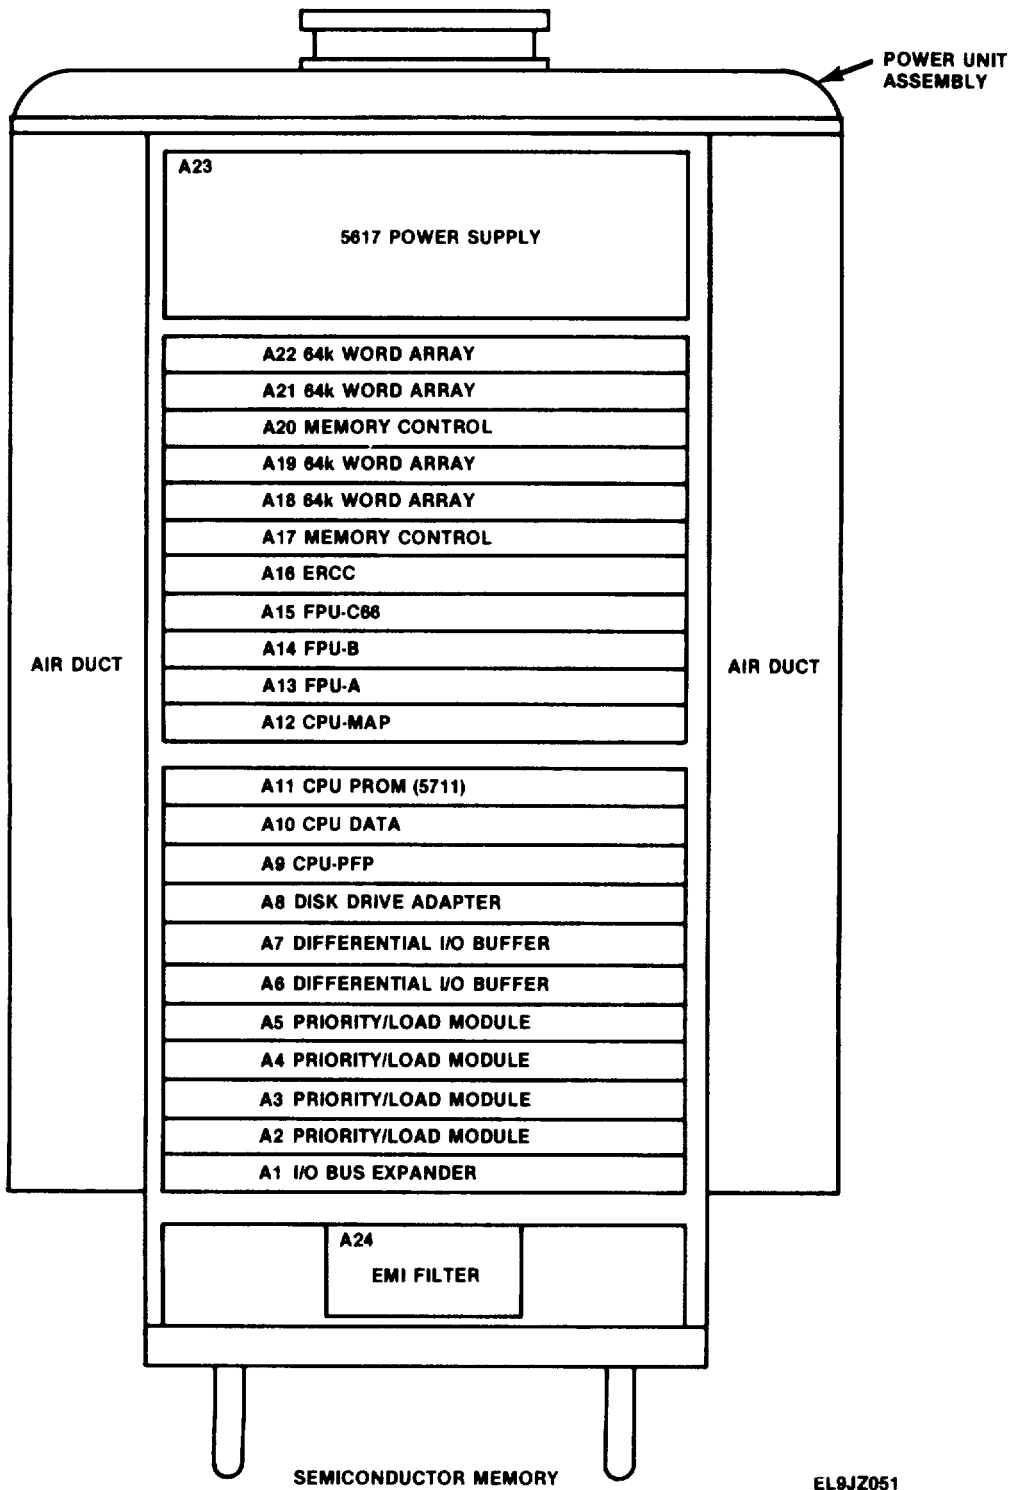 POWER UNIT
ASSEMBLY
A23
5617 POWER SUPPLY
A22 64k WORD ARRAY
A21 64k WORD ARRAY
A20 MEMORY CONTROL
A19 64k WORD ARRAY
A18 64k WORD ARRAY
A17 MEMORY CONTROL
A16 ERCC
A15 FPU-C66
A14 FPU-B
AIR DUCT
AIR DUCT
A13 FPU-A
A12 CPU-MAP
A11 CPU PROM (5711)
A10 CPU DATA
A9 CPU-PFP
A8 DISK DRIVE ADAPTER
A7 DIFFERENTIAL I/O BUFFER
A6 DIFFERENTIAL I/O BUFFER
A5 PRIORITY/LOAD MODULE
A4 PRIORITY/LOAD MODULE
A3 PRIORITY/LOAD MODULE
A2 PRIORITY/LOAD MODULE
A1 I/O BUS EXPANDER
A24
EMI FILTER
SEMICONDUCTOR MEMORY
EL9JZ051